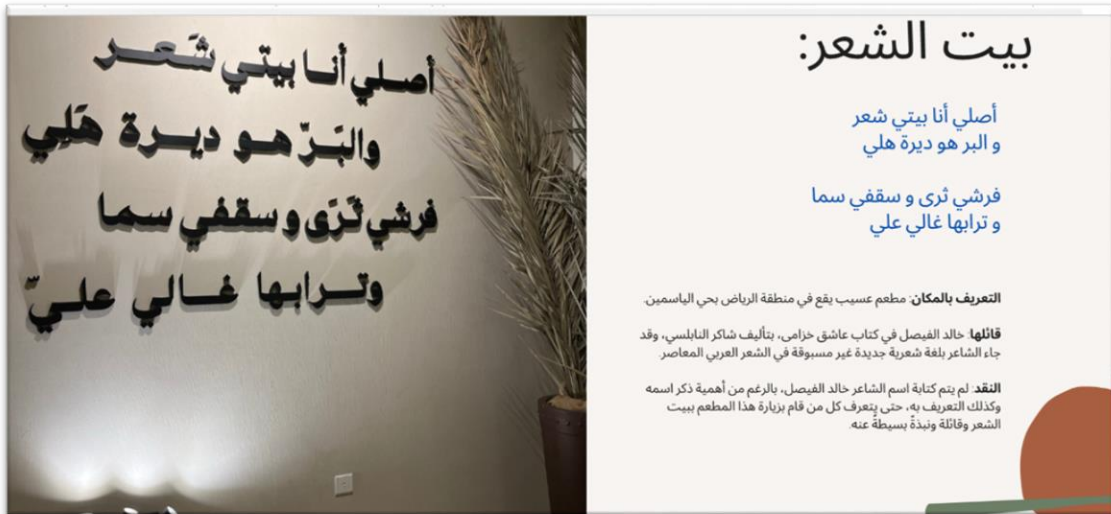 بيت الشعر:
أصلي أنا بيتي شعر
و البر هو ديرة هلي
فرشي ثرى و سقفي سما
و ترابها غالي علي
التعريف بالمكان: مطعم عسيب يقع في منطقة الرياض بحي الياسمين.
قائلها: خالد الفيصل في كتاب عاشق خزامى، بتأليف شاكر النابلسي، وقد
جاء الشاعر بلغة شعرية جديدة غير مسبوقة في الشعر العربي المعاصر.
النقد: لم يتم كتابة اسم الشاعر خالد الفيصل، بالرغم من أهمية ذكر اسمه
وكذلك التعريف به، حتى يتعرف كل من قام بزيارة هذا المطعم ببيت
الشعر وقائلة ونبذةً بسيطةً عنه.
أصلي أنا بيتي شَعر
والبَرّ هو ديرة هَلي
فرشي ثَرَى و سقفي سما
وترابها غالي عليّ